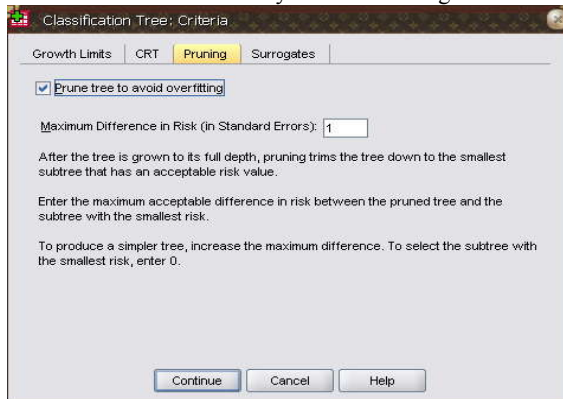 Classification Tree: Criteria
Growth Limits CRT Pruning Surrogates
Prune tree to avoid overfitting
Maximum Difference in Risk (in Standard Errors): 1
After the tree is grown to its full depth, pruning trims the tree down to the smallest
subtree that has an acceptable risk value.
Enter the maximum acceptable difference in risk between the pruned tree and the
subtree with the smallest risk.
To produce a simpler tree, increase the maximum difference. To select the subtree with
the smallest risk, enter 0.
Continue Cancel Help